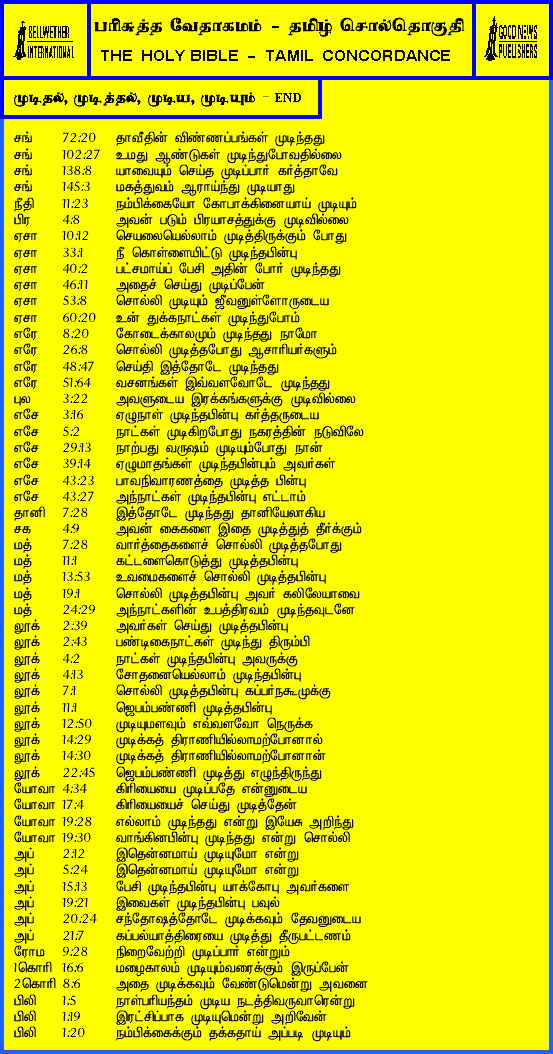 BELLWETHER
INTERNATIONAL
பரிசுத்த வேதாகமம் - தமிழ் சொல்தொகுதி
THE HOLY BIBLE - TAMIL CONCORDANCE
GOOD NEWS
PUBLISHERS
முடிதல், முடித்தல், முடிய, முடியும் - END
சங் 72:20 தாவீதின் விண்ணப்பங்கள் முடிந்தது
சங் 102:27 உமது ஆண்டுகள் முடிந்துபோவதில்லை
சங் 138:8 யாவையும் செய்த முடிப்பார் கர்த்தாவே
சங் 145:3 மகத்துவம் ஆராய்ந்து முடியாது
நீதி 11:23 நம்பிக்கையோ கோபாக்கினையாய் முடியும்
பிர 4:8 அவன் படும் பிரயாசத்துக்கு முடிவில்லை
ஏசா 10:12 செயலையெல்லாம் முடித்திருக்கும் போது
ஏசா 33:1 நீ கொள்ளையிட்டு முடிந்தபின்பு
ஏசா 40:2 பட்சமாய்ப் பேசி அதின் போர் முடிந்தது
ஏசா 46:11 அதைச் செய்து முடிப்பேன்
ஏசா 53:8 சொல்லி முடியும் ஜீவனுள்ளோருடைய
ஏசா 60:20 உன் துக்கநாட்கள் முடிந்துபோம்
எரே 8:20 கோடைக்காலமும் முடிந்தது நாமோ
எரே 26:8 சொல்லி முடித்தபோது ஆசாரியர்களும்
எரே 48:47 செய்தி இத்தோடே முடிந்தது
எரே 51:64 வசனங்கள் இவ்வளவோடே முடிந்தது
புல 3:22 அவளுடைய இரக்கங்களுக்கு முடிவில்லை
எசே 3:16 ஏழுநாள் முடிந்தபின்பு கர்த்தருடைய
எசே 5:2 நாட்கள் முடிகிறபோது நகரத்தின் நடுவிலே
எசே 29:13 நாற்பது வருஷம் முடியும்போது நான்
எசே 39:14 ஏழுமாதங்கள் முடிந்தபின்பும் அவர்கள்
எசே 43:23 பாவநிவாரணத்தை முடித்த பின்பு
எசே 43:27 அந்நாட்கள் முடிந்தபின்பு எட்டாம்
தானி 7:28 இத்தோடே முடிந்தது தானியேலாகிய
சக 4:9 அவன் கைகளை இதை முடித்துத் தீர்க்கும்
மத் 7:28 வார்த்தைகளைச் சொல்லி முடித்தபோது
மத் 11:1 கட்டளைகொடுத்து முடித்தபின்பு
மத் 13:53 உவமைகளைச் சொல்லி முடித்தபின்பு
மத் 19:1 சொல்லி முடித்தபின்பு அவர் கலிலேயாவை
மத் 24:29 அந்நாட்களின் உபத்திரவம் முடிந்தவுடனே
லூக் 2:39 அவர்கள் செய்து முடித்தபின்பு
லூக் 2:43 பண்டிகைநாட்கள் முடிந்து திரும்பி
லூக் 4:2 நாட்கள் முடிந்தபின்பு அவருக்கு
லூக் 4:13 சோதனையெல்லாம் முடிந்தபின்பு
லூக் 7:1 சொல்லி முடித்தபின்பு கப்பர்நகூமுக்கு
லூக் 11:1 ஜெபம்பண்ணி முடித்தபின்பு
லூக் 12:50 முடியுமளவும் எவ்வளவோ நெருக்க
லூக் 14:29 முடிக்கத் திராணியில்லாமற்போனால்
லூக் 14:30 முடிக்கத் திராணியில்லாமற்போனான்
லூக் 22:45 ஜெபம்பண்ணி முடித்து எழுந்திருந்து
யோவா 4:34 கிரியையை முடிப்பதே என்னுடைய
யோவா 17:4 கிரியையைச் செய்து முடித்தேன்
யோவா 19:28 எல்லாம் முடிந்தது என்று இயேசு அறிந்து
யோவா 19:30 வாங்கினபின்பு முடிந்தது என்று சொல்லி
அப் 2:12 இதென்னமாய் முடியுமோ என்று
அப் 5:24 இதென்னமாய் முடியுமோ என்று
அப் 15:13 பேசி முடிந்தபின்பு யாக்கோபு அவர்களை
அப் 19:21 இவைகள் முடிந்தபின்பு பவுல்
அப் 20:24 சந்தோஷத்தோடே முடிக்கவும் தேவனுடைய
அப் 21:7 கப்பல்யாத்திரையை முடித்து தீருபட்டணம்
ரோம 9:28 நிறைவேற்றி முடிப்பார் என்றும்
1கொரி 16:6 மழைகாலம் முடியும்வரைக்கும் இருப்பேன்
2கொரி 8:6 அதை முடிக்கவும் வேண்டுமென்று அவனை
பிலி 1:5 நாள்பரியந்தம் முடிய நடத்திவருவாரென்று
பிலி 1:19 இரட்சிப்பாக முடியுமென்று அறிவேன்
பிலி 1:20 நம்பிக்கைக்கும் தக்கதாய் அப்படி முடியும்